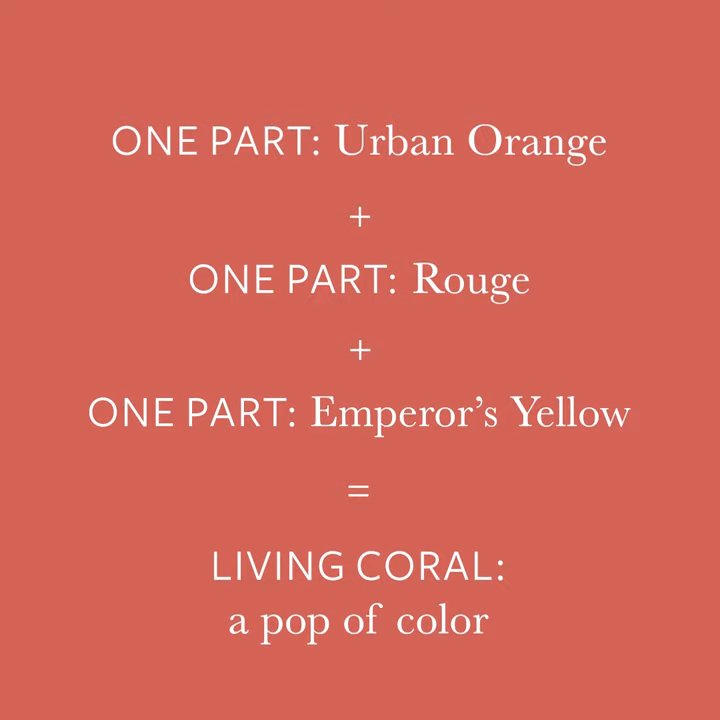 ONE PART: Urban Orange
+
ONE PART: Rouge
+
ONE PART: Emperor’s Yellow
=
LIVING CORAL:
a pop of color